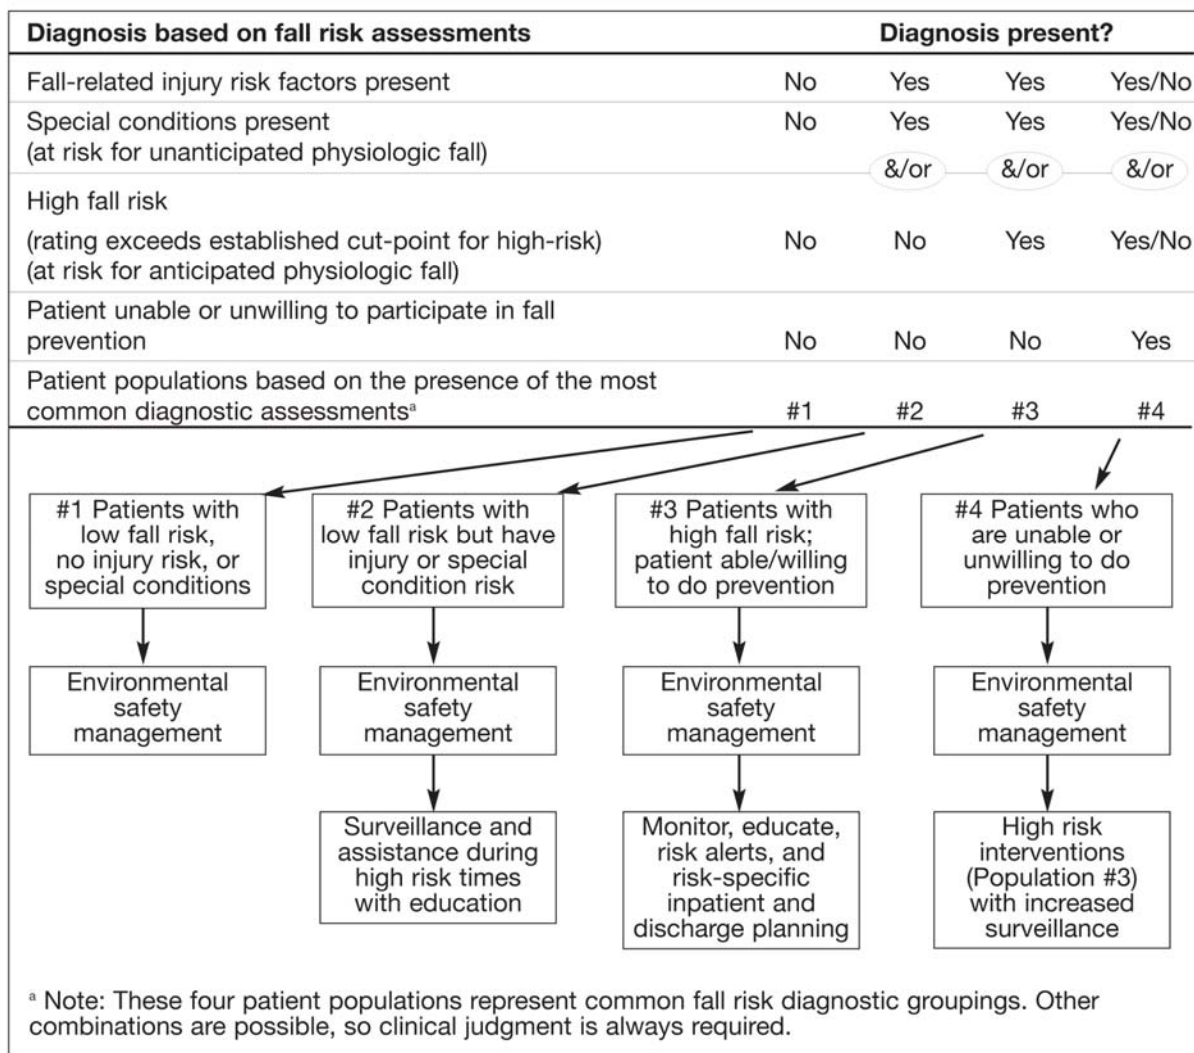 Diagnosis based on fall risk assessments Diagnosis present?
Fall-related injury risk factors present No Yes Yes Yes/No
Special conditions present No Yes Yes Yes/No
(at risk for unanticipated physiologic fall)
&/or &/or &/or
High fall risk
(rating exceeds established cut-point for high-risk) No No Yes Yes/No
(at risk for anticipated physiologic fall)
Patient unable or unwilling to participate in fall
prevention No No No Yes
Patient populations based on the presence of the most
common diagnostic assessmentsᵃ #1 #2 #3 #4
#1 Patients with
low fall risk,
no injury risk, or
special conditions
#2 Patients with
low fall risk but have
injury or special
condition risk
#3 Patients with
high fall risk;
patient able/willing
to do prevention
#4 Patients who
are unable or
unwilling to do
prevention
Environmental
safety
management
Environmental
safety
management
Environmental
safety
management
Environmental
safety
management
Surveillance and
assistance during
high risk times
with education
Monitor, educate,
risk alerts, and
risk-specific
inpatient and
discharge planning
High risk
interventions
(Population #3)
with increased
surveillance
ᵃ Note: These four patient populations represent common fall risk diagnostic groupings. Other
combinations are possible, so clinical judgment is always required.